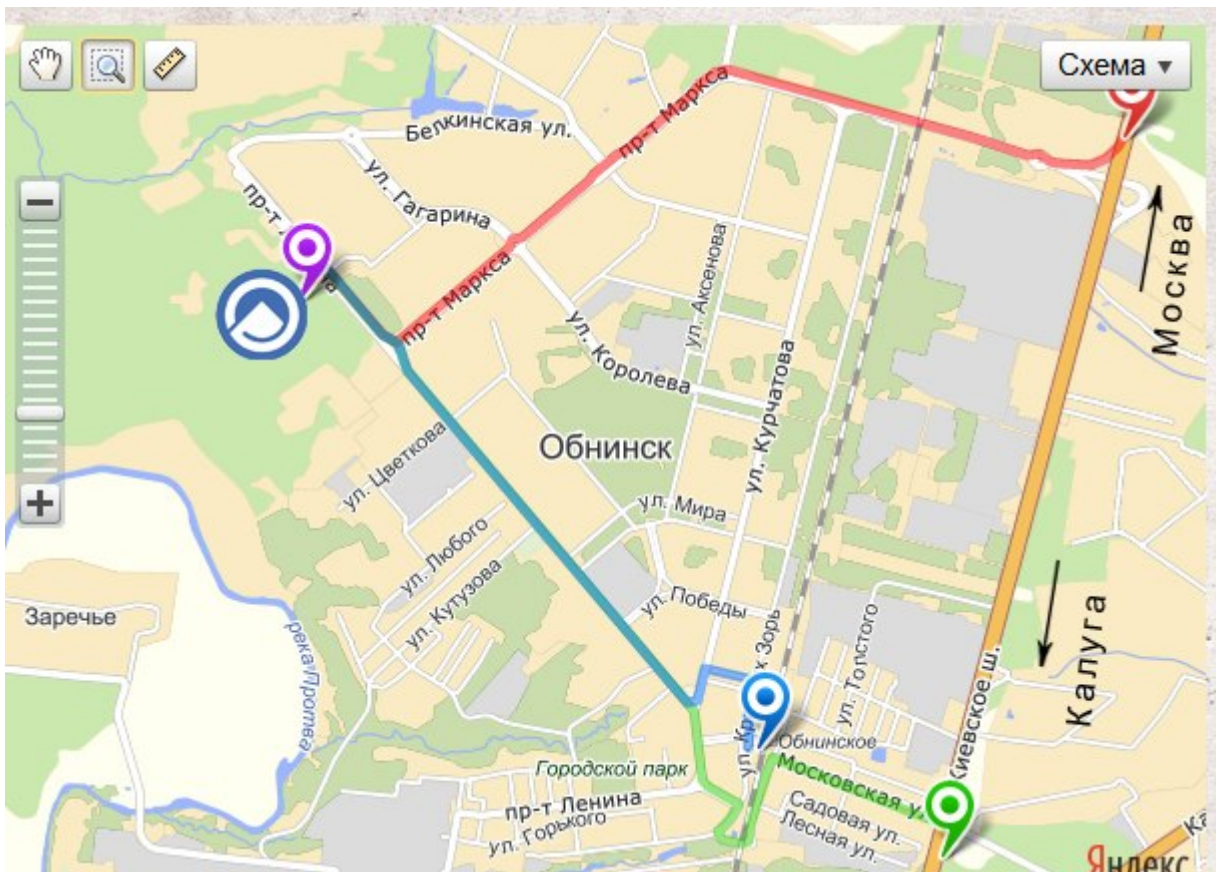 Схема
Белкинская ул.
пр-т Маркса
ул. Гагарина
пр-т
пр-т Маркса
ул. Аксенова
Москва
ул. Королева
ул. Курчатова
Обнинск
ул. Цветкова
ул. Мира
ул. Любого
ул. Кутузова
ул. Победы
Заречье
река Протва
ул. Толстого
Калуга
Киевское ш.
Зорь
ул.
Обнинское
Городской парк
Московская
пр-т Ленина
Садовая ул.
ул. Горького
Лесная ул.
Яндекс